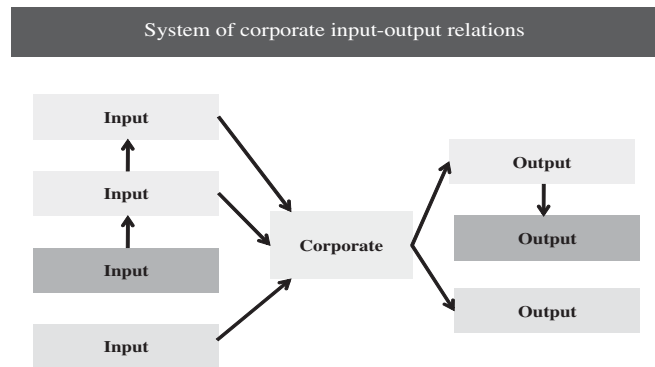 System of corporate input-output relations
Input
Input
Input
Input
Corporate
Output
Output
Output